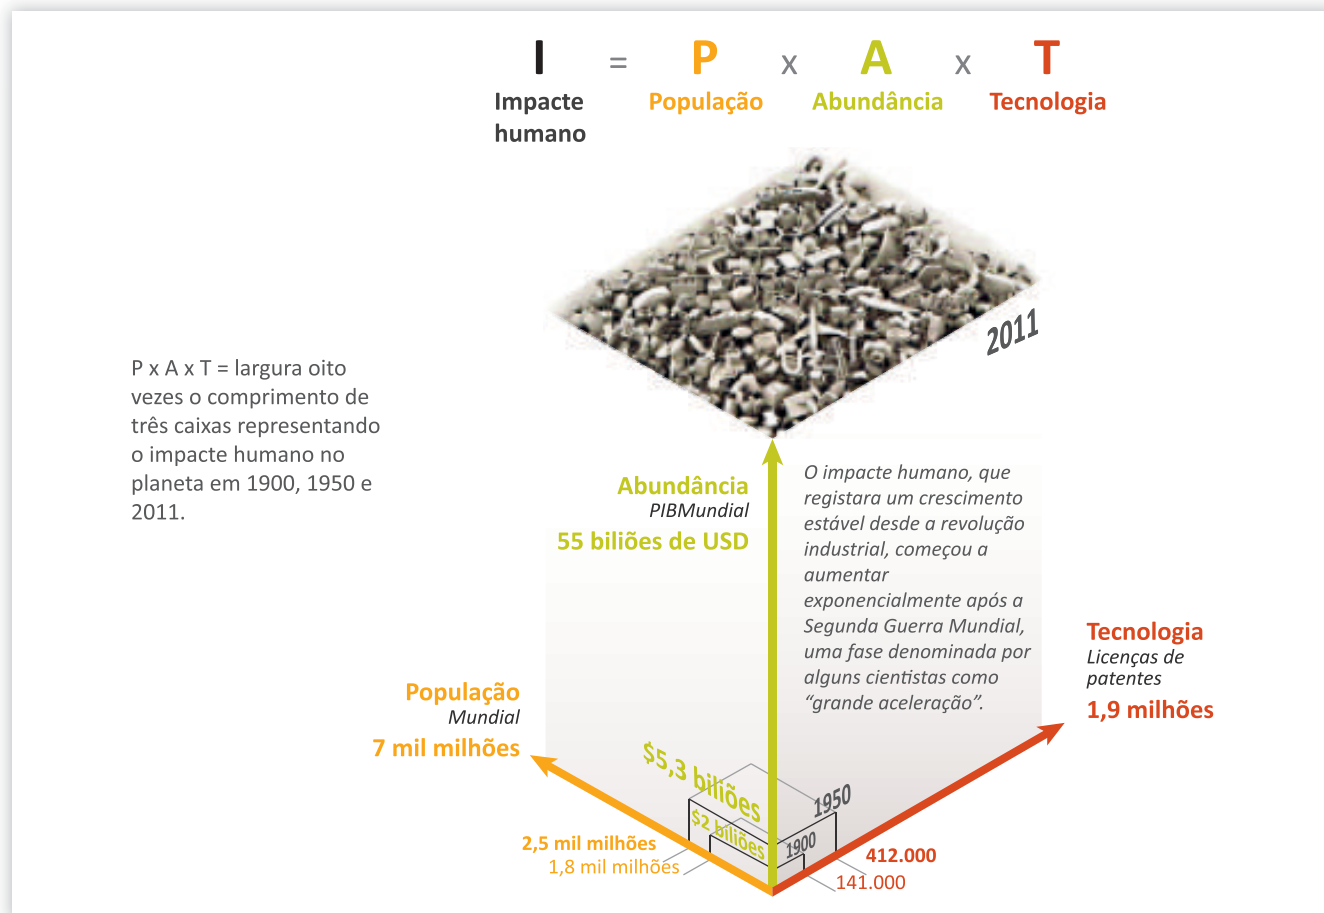 I = P x A x T
Impacte
humano
População
Abundância
Tecnologia
2011
P x A x T = largura oito
vezes o comprimento de
três caixas representando
o impacte humano no
planeta em 1900, 1950 e
2011.
Abundância
PIBMundial
55 biliões de USD
O impacte humano, que
registara um crescimento
estável desde a revolução
industrial, começou a
aumentar
exponencialmente após a
Segunda Guerra Mundial,
uma fase denominada por
alguns cientistas como
“grande aceleração”.
Tecnologia
Licenças de
patentes
1,9 milhões
População
Mundial
7 mil milhões
$5,3 biliões
1950
$2 biliões
1900
2,5 mil milhões
1,8 mil milhões
412.000
141.000